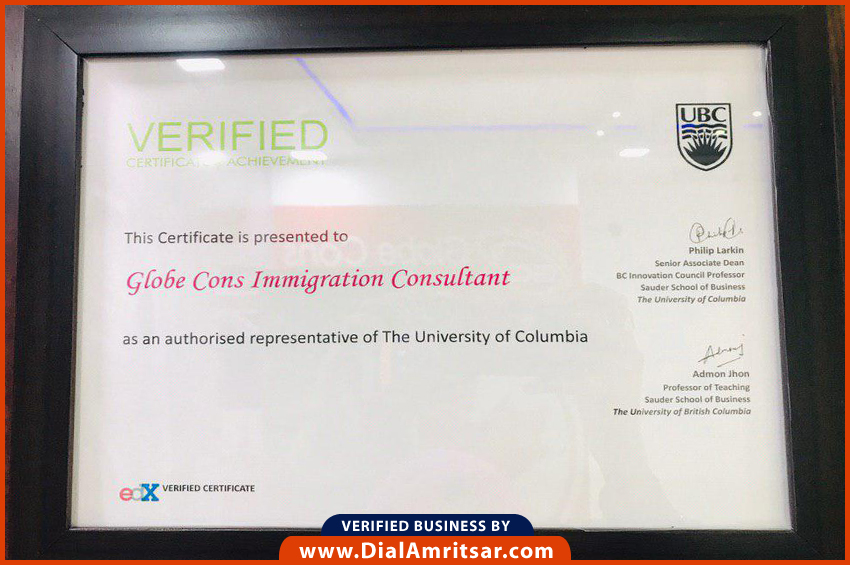 VERIFIED
CERTIFICATE of ACHIEVEMENT
UBC
This Certificate is presented to
Globe Cons Immigration Consultant
as an authorised representative of The University of Columbia
Philip Larkin
Senior Associate Dean
BC Innovation Council Professor
Sauder School of Business
The University of Columbia
Admon Jhon
Professor of Teaching
Sauder School of Business
The University of British Columbia
edX VERIFIED CERTIFICATE
VERIFIED BUSINESS BY
www.DialAmritsar.com